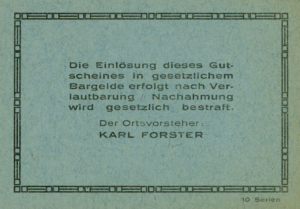 Die Einlösung dieses Gut-
scheines in gesetzlichem
Bargelde erfolgt nach Ver-
lautbarung / Nachahmung
wird gesetzlich bestraft.
Der Ortsvorsteher:
KARL FORSTER
10 Serien